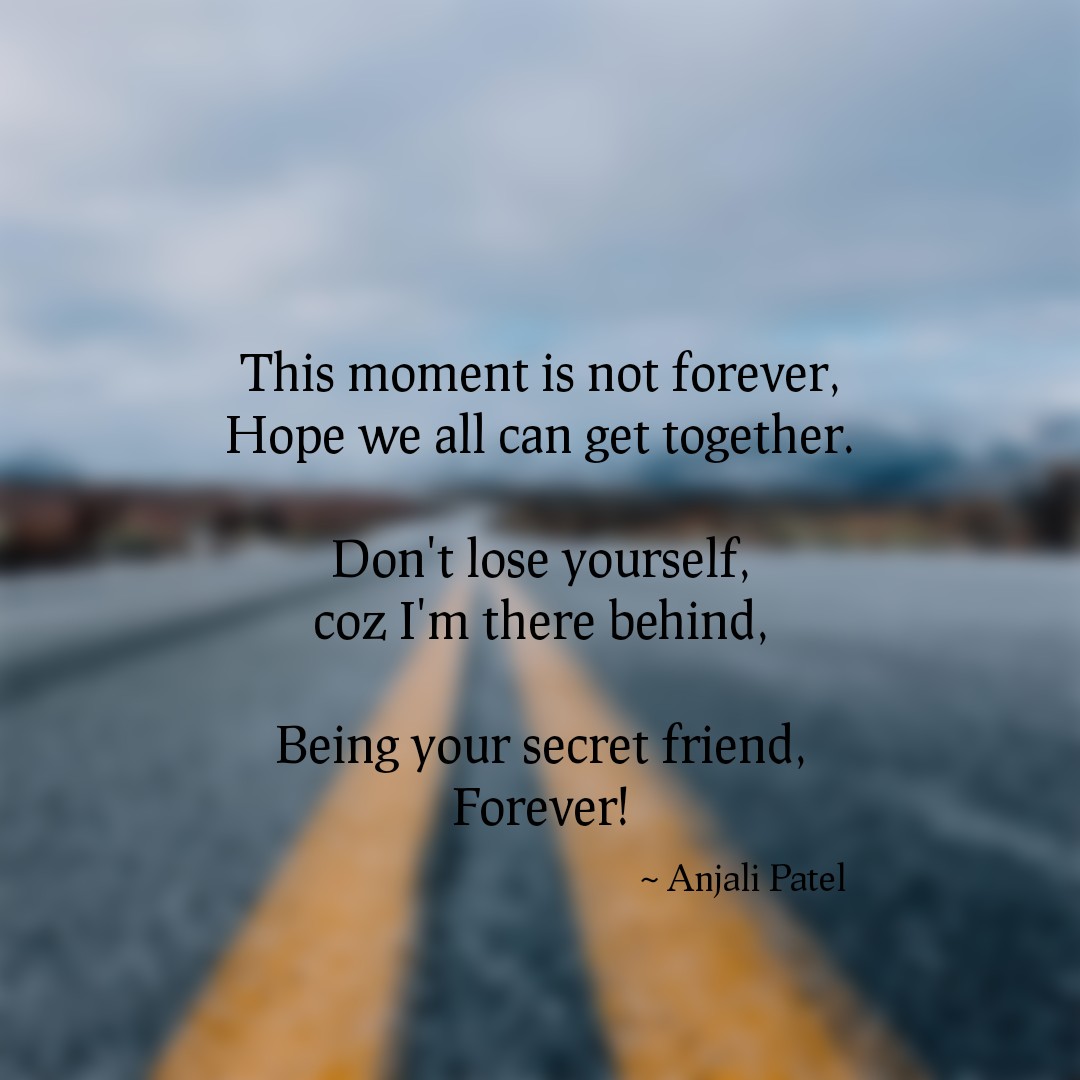 This moment is not forever,
Hope we all can get together.
Don't lose yourself,
coz I'm there behind,
Being your secret friend,
Forever!
~ Anjali Patel